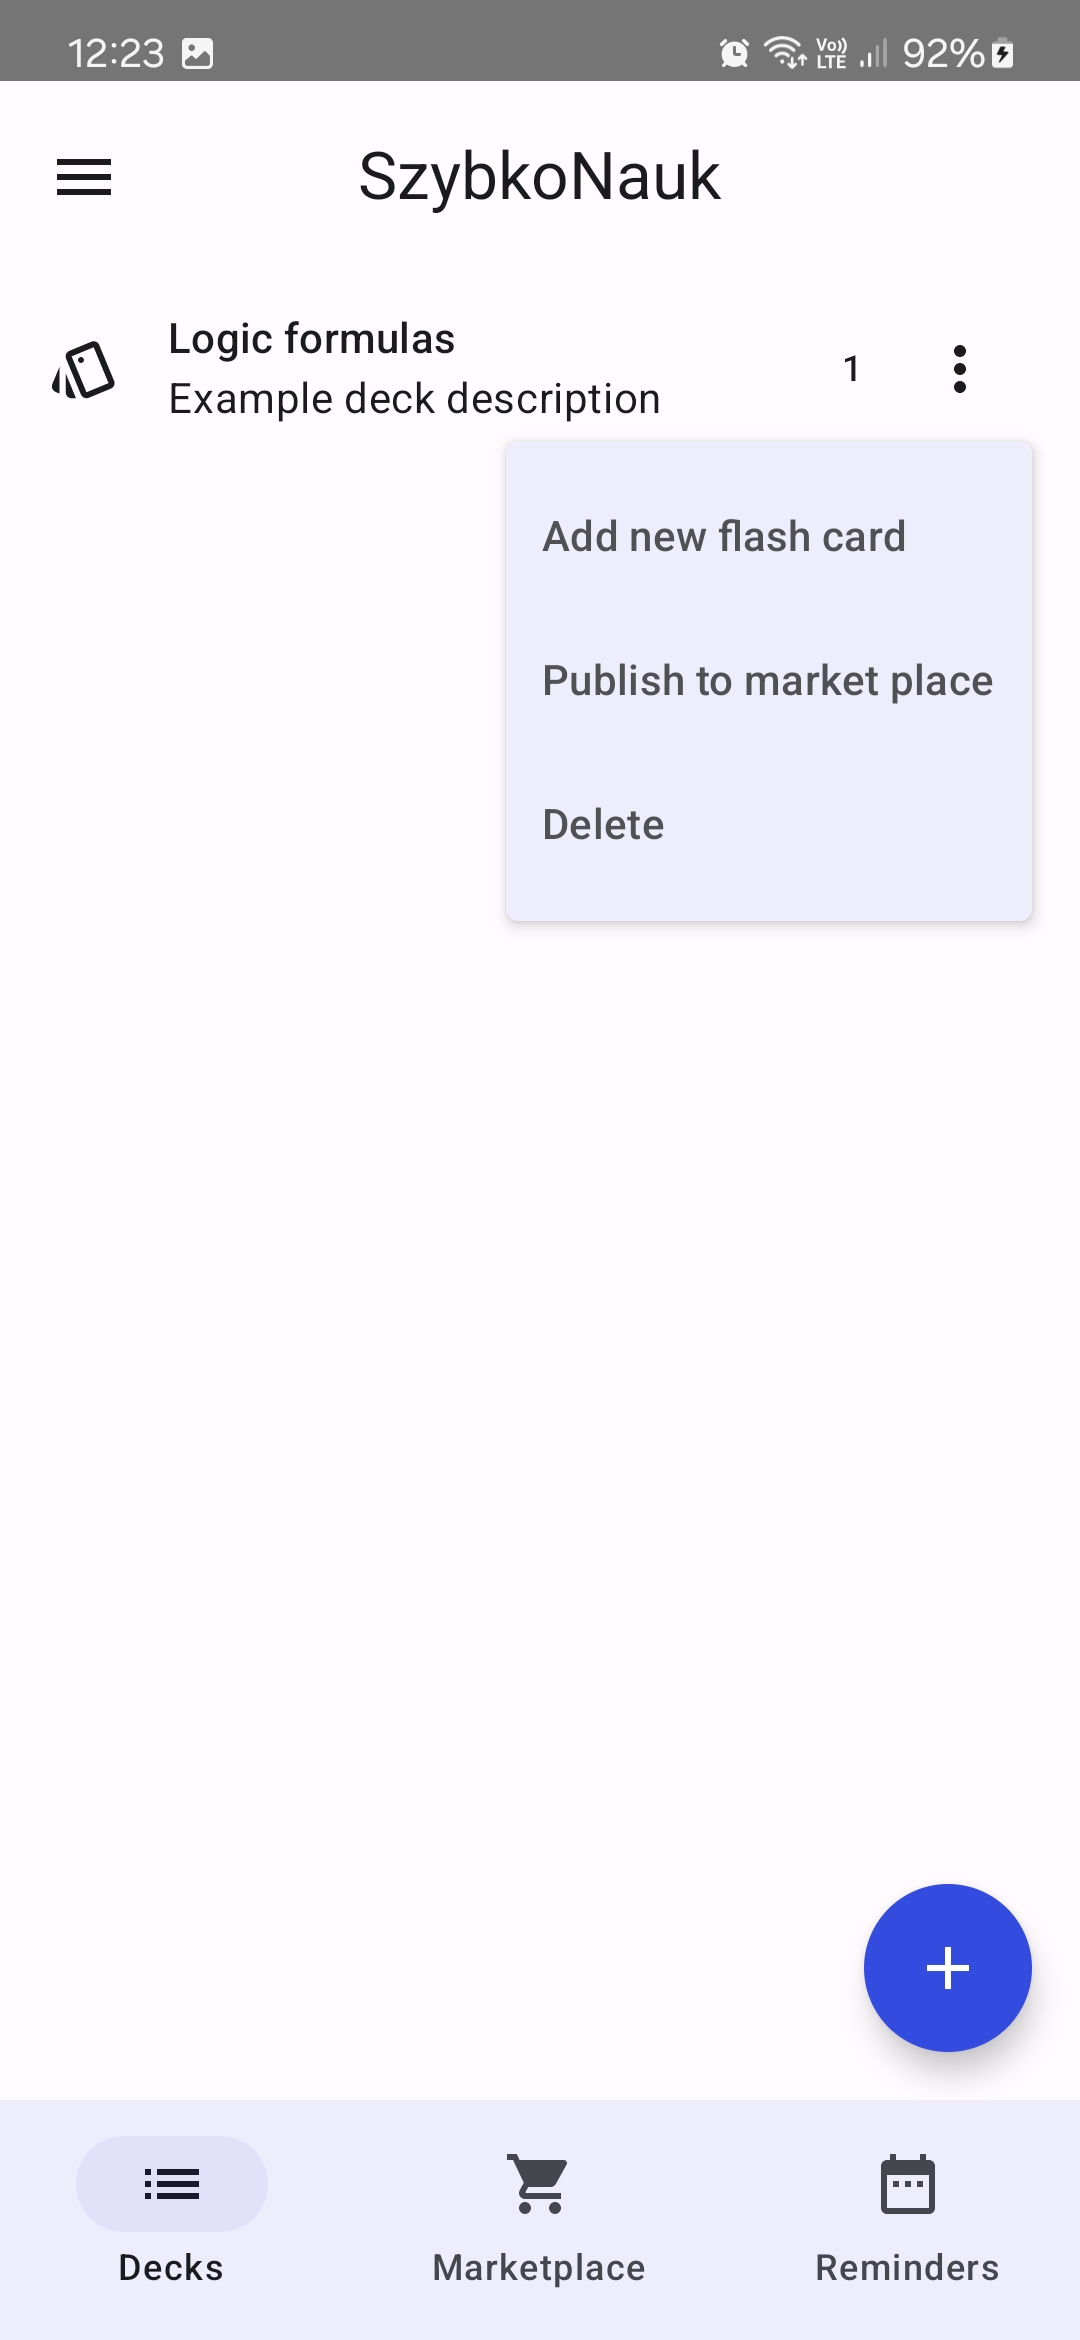 12:23 Vo)) LTE 92%
SzybkoNauk
Logic formulas
Example deck description
1
Add new flash card
Publish to market place
Delete
Decks Marketplace Reminders